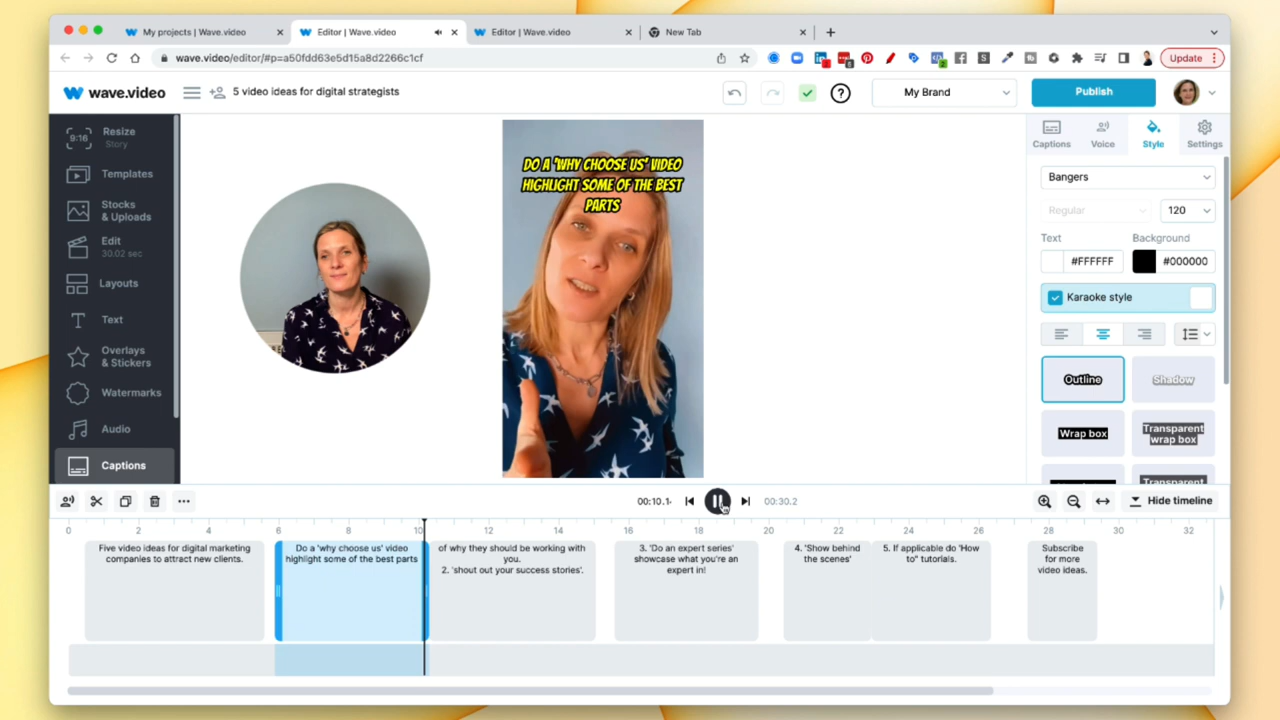 My projects | Wave.video
Editor | Wave.video
Editor | Wave.video
New Tab
wave.video/editor/#p=a50fdd63e5d15a8d2266c1cf
Update
wave.video
5 video ideas for digital strategists
My Brand
Publish
9:16
Resize
Story
Templates
Stocks
& Uploads
Edit
30.02 sec
Layouts
Text
Overlays
& Stickers
Watermarks
Audio
Captions
DO A 'WHY CHOOSE US' VIDEO
HIGHLIGHT SOME OF THE BEST
PARTS
Captions
Voice
Style
Settings
Bangers
Regular
120
Text
Background
#FFFFFF
#000000
Karaoke style
Outline
Shadow
Wrap box
Transparent
wrap box
Transparent
00:10.1
00:30.2
Hide timeline
0 2 4 6 8 10 12 14 16 18 20 22 24 26 28 30 32
Five video ideas for digital marketing
companies to attract new clients.
Do a 'why choose us' video
highlight some of the best parts
of why they should be working with
you.
2. 'shout out your success stories'.
3. 'Do an expert series'
showcase what you're an
expert in!
4. 'Show behind
the scenes'
5. If applicable do 'How
to" tutorials.
Subscribe
for more
video ideas.